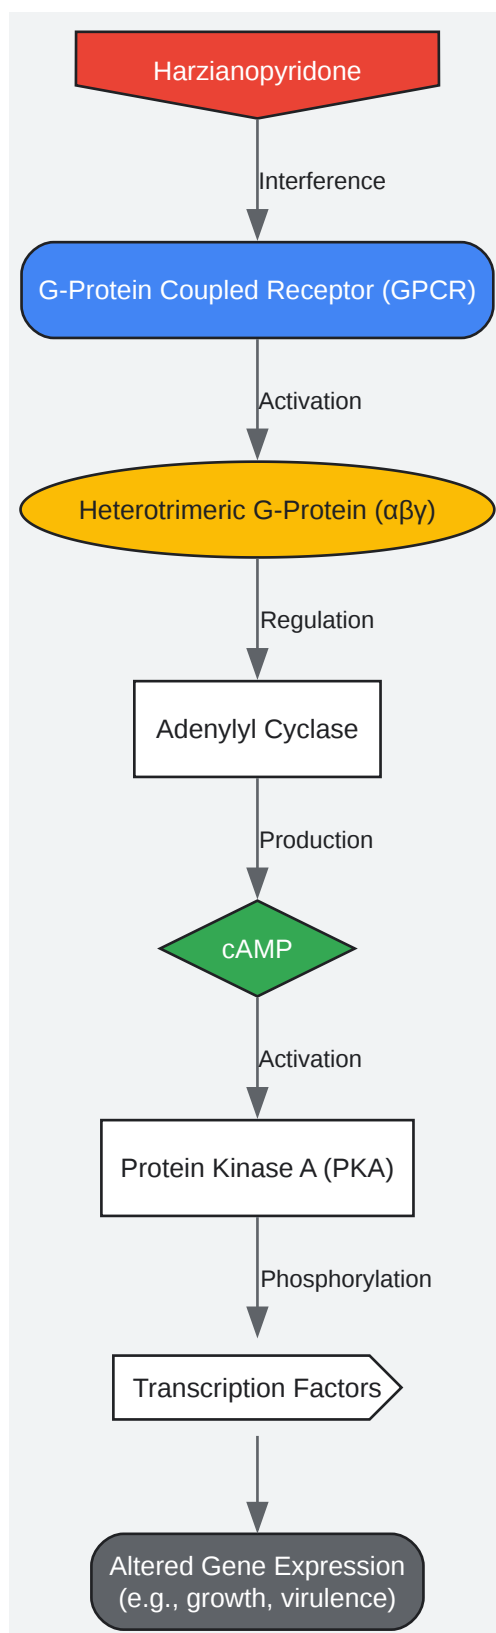 Harzianopyridone
Interference
G-Protein Coupled Receptor (GPCR)
Activation
Heterotrimeric G-Protein (αβγ)
Regulation
Adenylyl Cyclase
Production
cAMP
Activation
Protein Kinase A (PKA)
Phosphorylation
Transcription Factors
Altered Gene Expression
(e.g., growth, virulence)